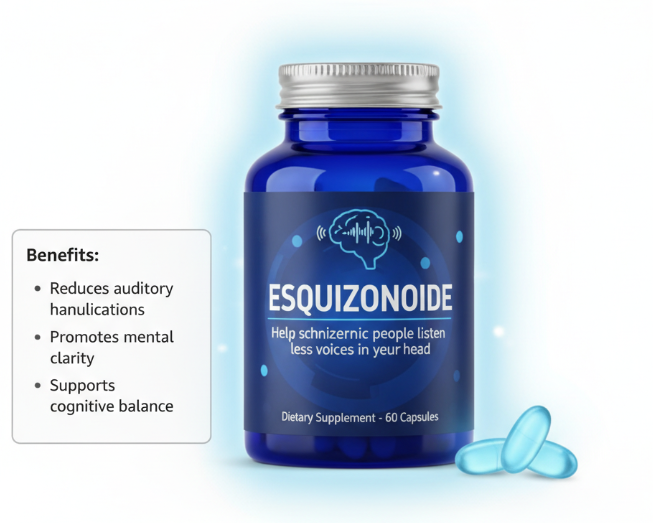 Benefits:
Reduces auditory
hanulications
Promotes mental
clarity
Supports
cognitive balance
ESQUIZONOIDE
Help schnizernic people listen
less voices in your head
Dietary Supplement - 60 Capsules